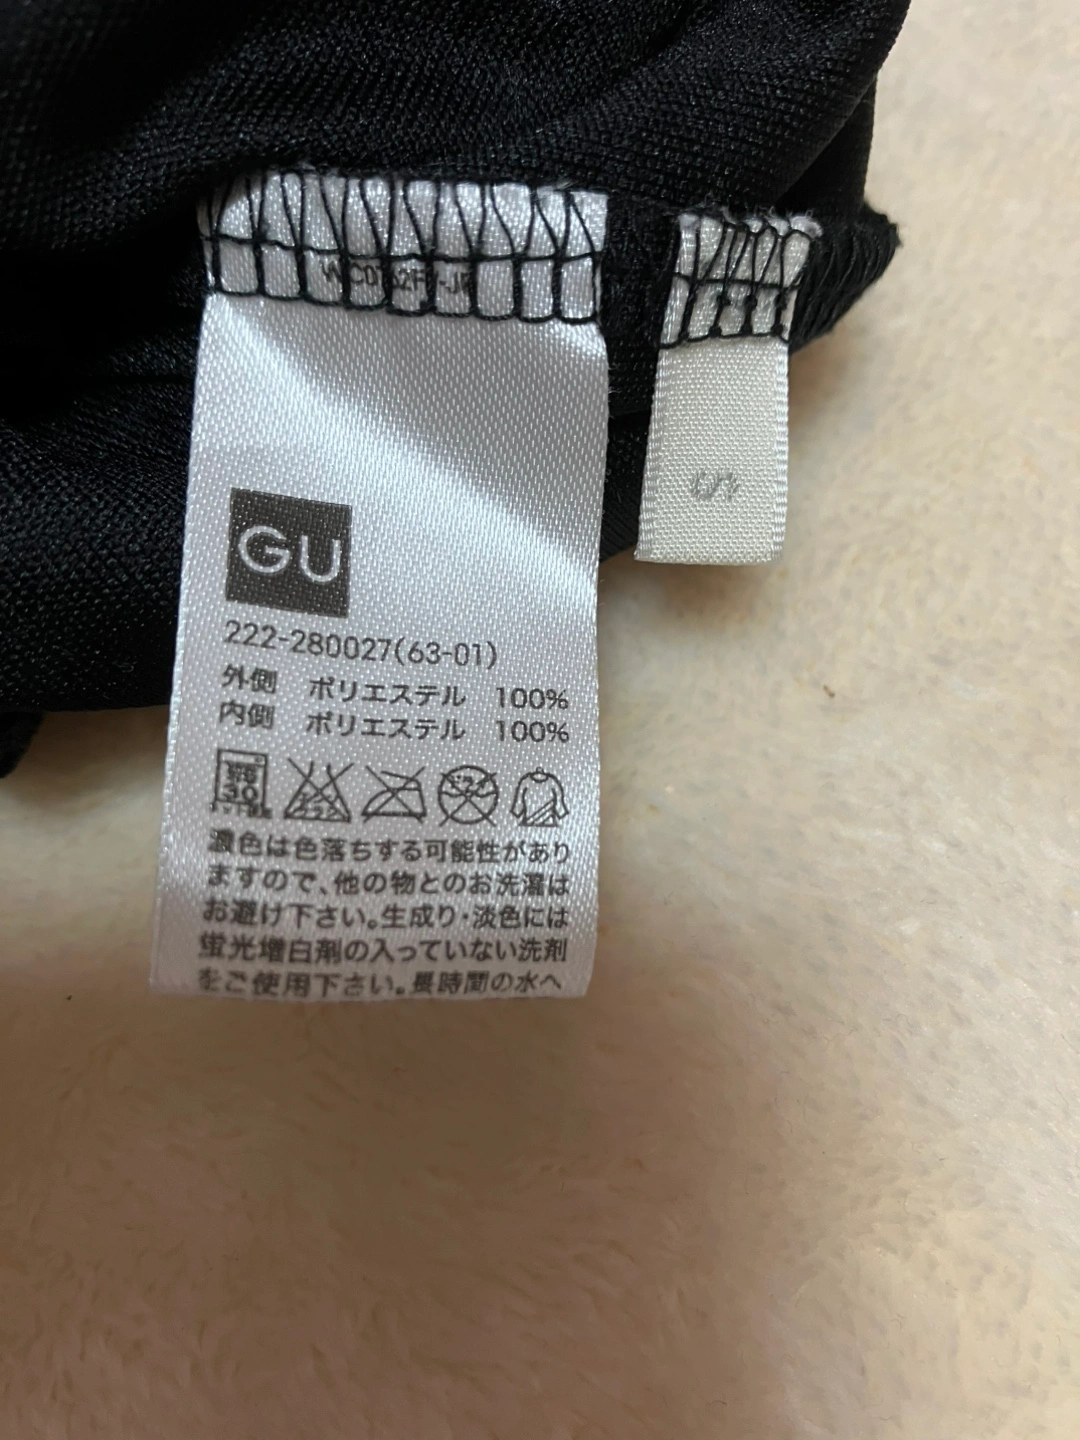 GU
222-280027(63-01)
外側 ポリエステル 100%
内側 ポリエステル 100%
30
濃色は色落ちする可能性があり
ますので、他の物とのお洗濯は
お避け下さい。生成り・淡色には
蛍光増白剤の入っていない洗剤
をご使用下さい。長時間の水へ
S